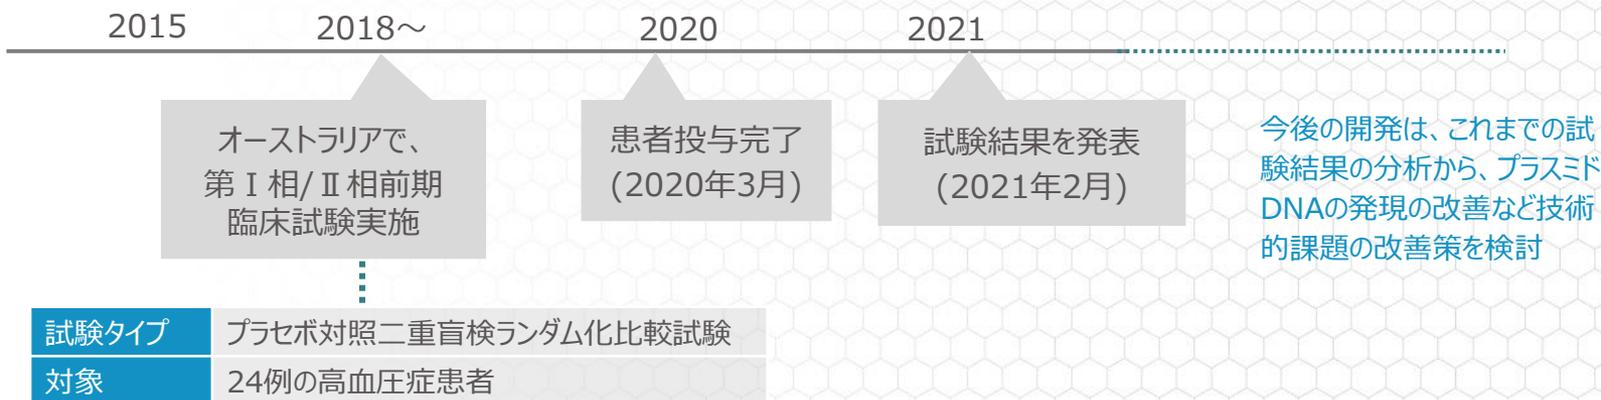 2015
2018～
2020
2021
オーストラリアで、
第Ⅰ相/Ⅱ相前期
臨床試験実施
患者投与完了
(2020年3月)
試験結果を発表
(2021年2月)
今後の開発は、これまでの試
験結果の分析から、プラスミド
DNAの発現の改善など技術
的課題の改善策を検討
試験タイプ プラセボ対照二重盲検ランダム化比較試験
対象 24例の高血圧症患者